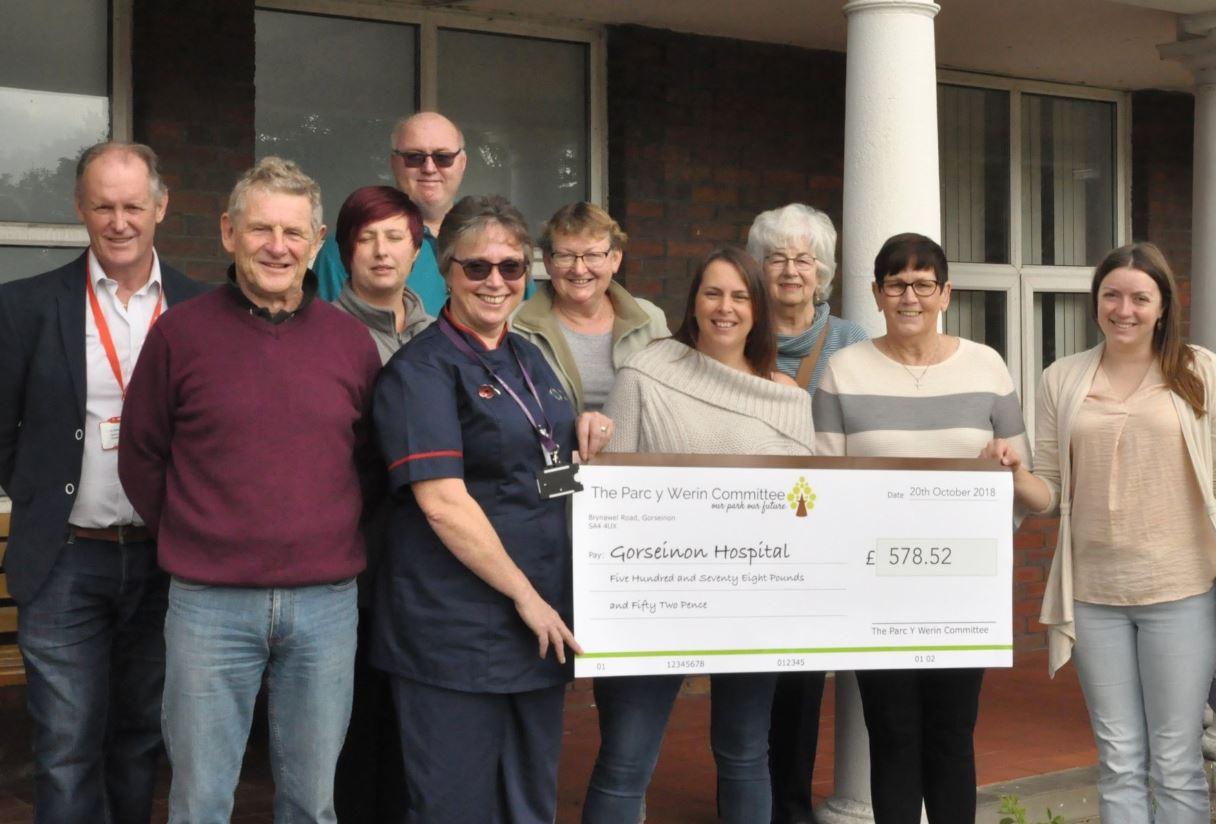 The Parc y Werin Committee
our park our future
Date 20th October 2018
Brynawel Road, Gorseinon
SA4 4UX
Pay: Gorseinon Hospital
£ 578.52
Five Hundred and Seventy Eight Pounds
and Fifty Two Pence
The Parc Y Werin Committee
01 12345678 012345 01 02